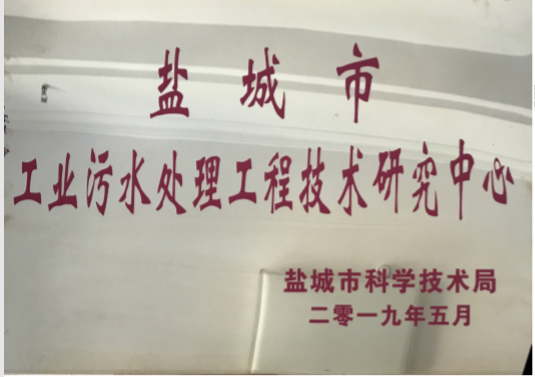 盐城市
工业污水处理工程技术研究中心
盐城市科学技术局
二零一九年五月